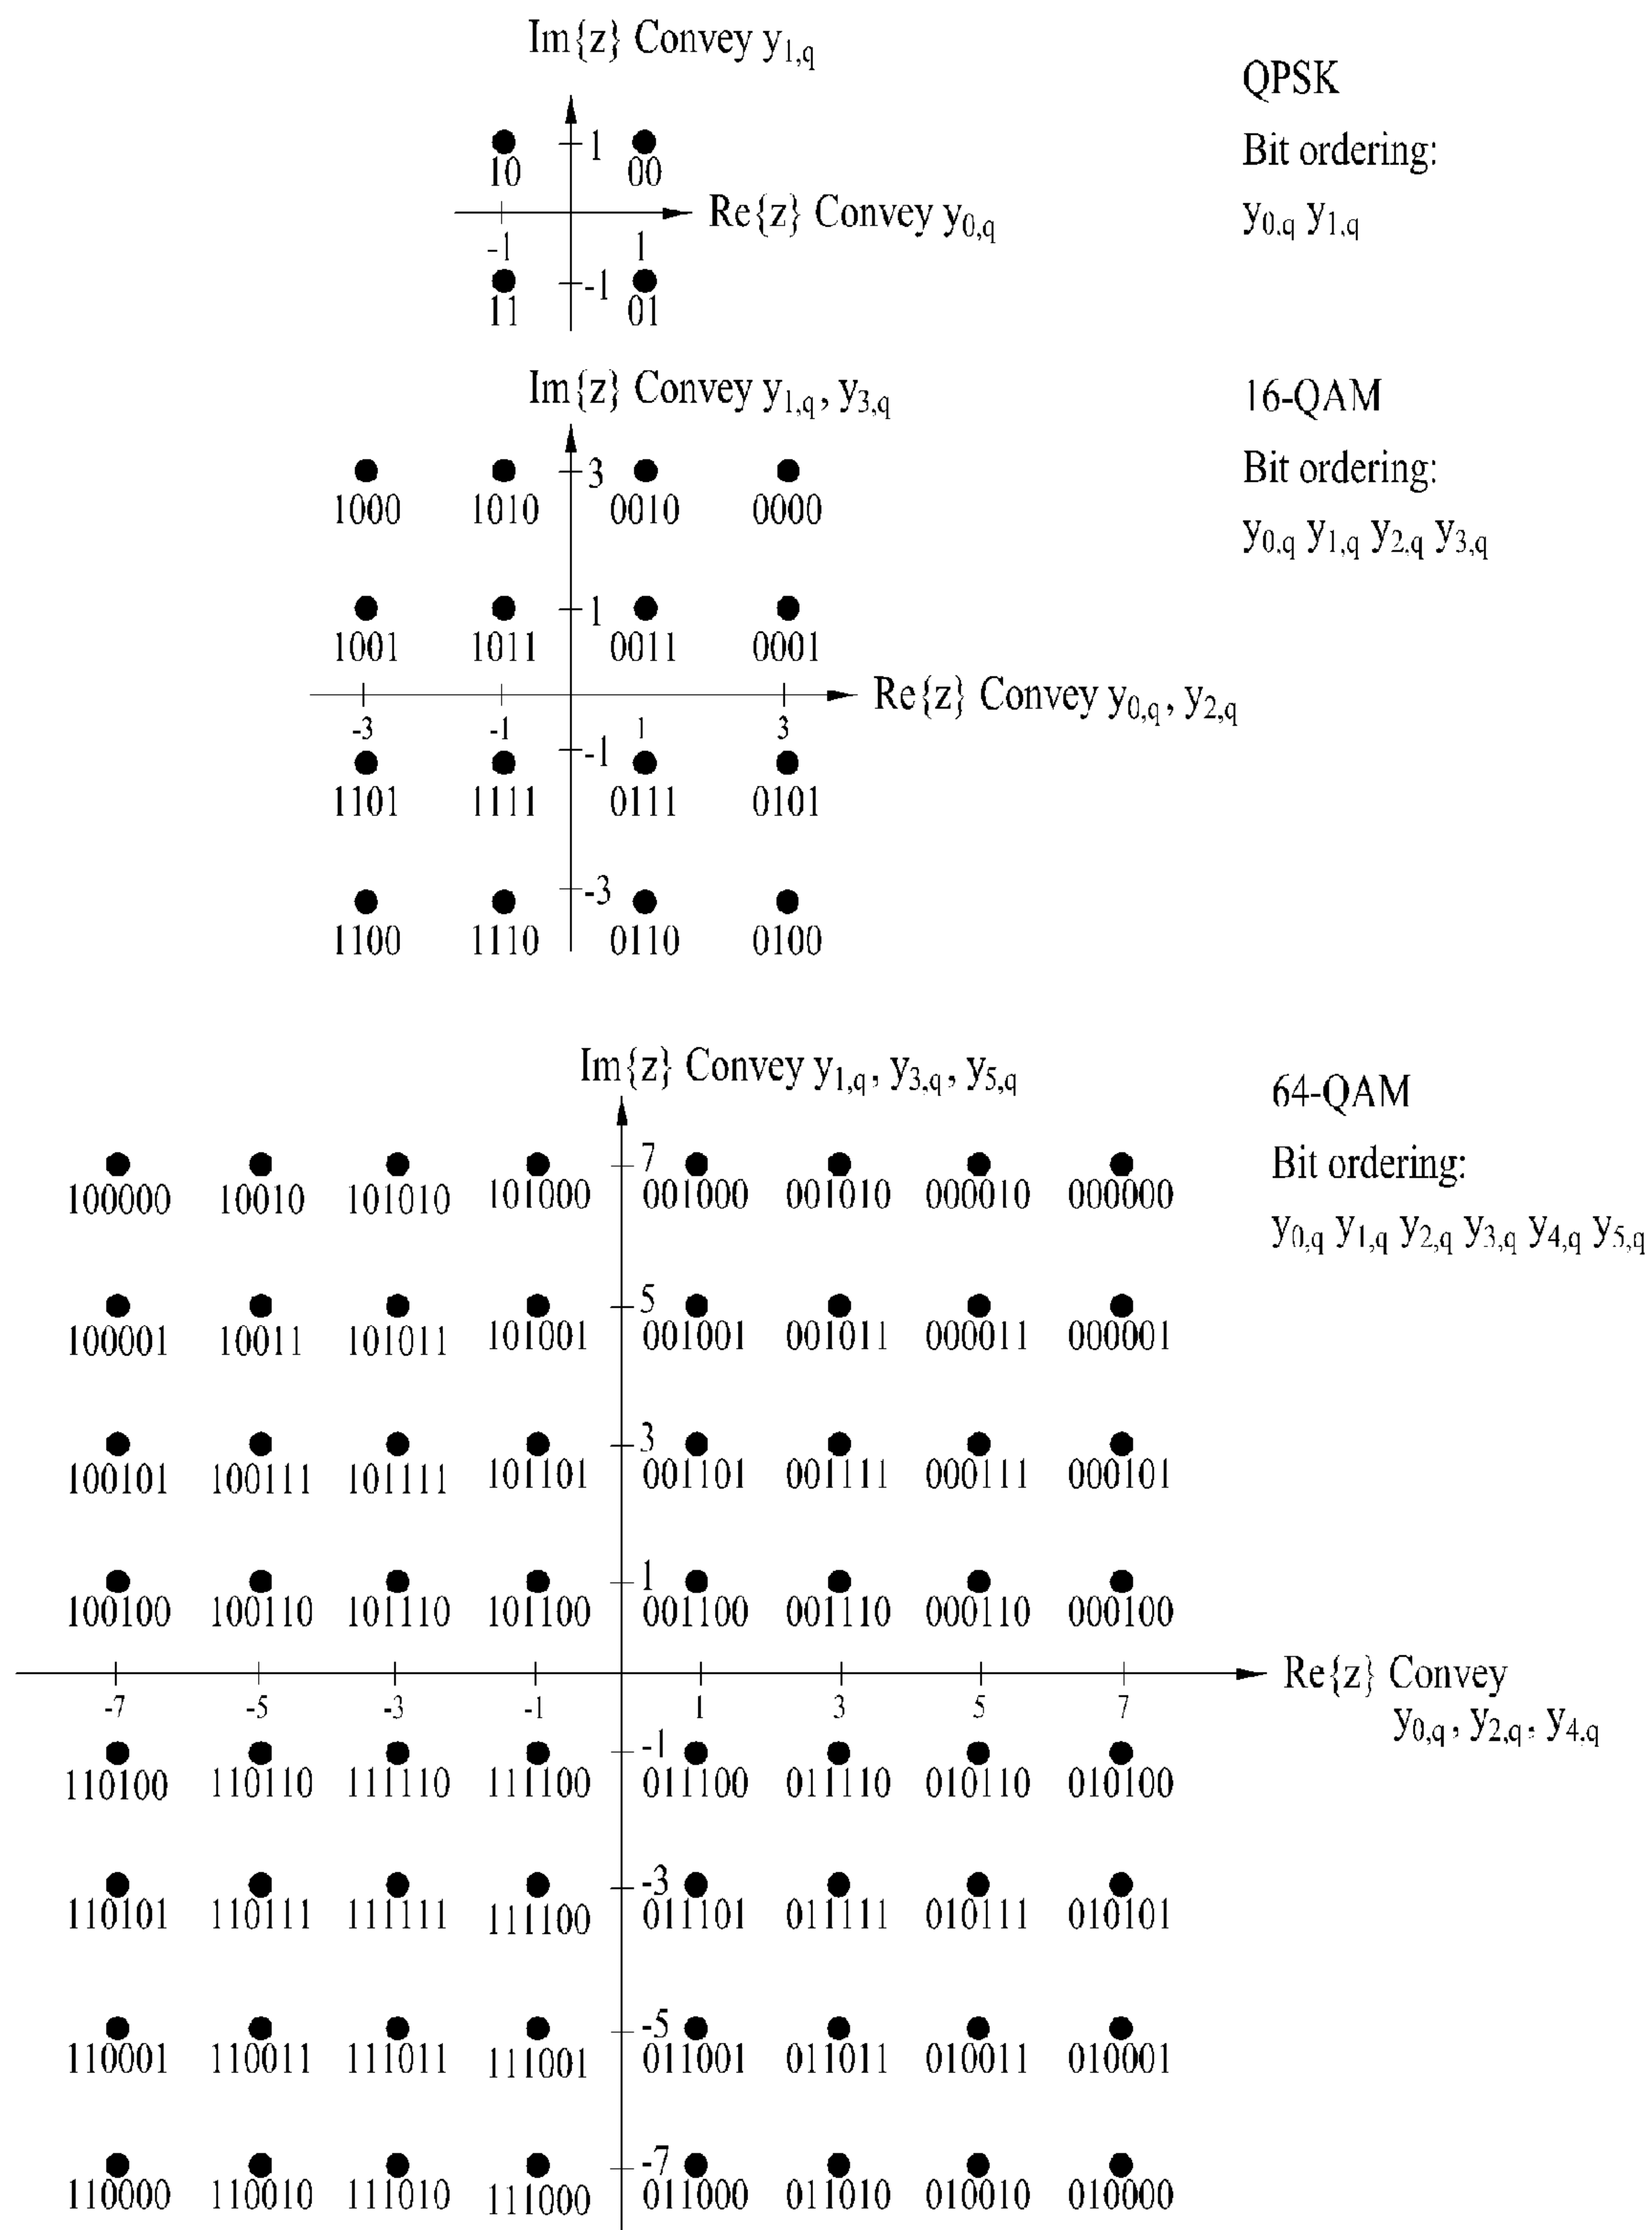 Im{z} Convey y1,q
QPSK
Bit ordering:
y0,q y1,q
10 1 00
Re{z} Convey y0,q
-1 1
11 -1 01
Im{z} Convey y1,q, y3,q
16-QAM
Bit ordering:
y0,q y1,q y2,q y3,q
3
1000 1010 0010 0000
1
1001 1011 0011 0001
Re{z} Convey y0,q, y2,q
-3 -1 1 3
-1
1101 1111 0111 0101
-3
1100 1110 0110 0100
Im{z} Convey y1,q, y3,q, y5,q
64-QAM
Bit ordering:
y0,q y1,q y2,q y3,q y4,q y5,q
7
100000 10010 101010 101000 001000 001010 000010 000000
5
100001 10011 101011 101001 001001 001011 000011 000001
3
100101 100111 101111 101101 001101 001111 000111 000101
1
100100 100110 101110 101100 001100 001110 000110 000100
Re{z} Convey
y0,q, y2,q, y4,q
-7 -5 -3 -1 1 3 5 7
-1
110100 110110 111110 111100 011100 011110 010110 010100
-3
110101 110111 111111 111100 011101 011111 010111 010101
-5
110001 110011 111011 111001 011001 011011 010011 010001
-7
110000 110010 111010 111000 011000 011010 010010 010000